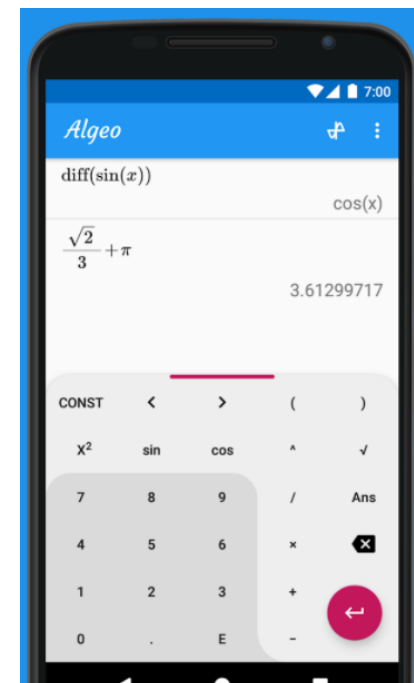 7:00
Algeo
diff(sin(x))
cos(x)
√2/3 + π
3.61299717
CONST < > ( )
X² sin cos ^ √
7 8 9 / Ans
4 5 6 ×
1 2 3 +
0 . E −